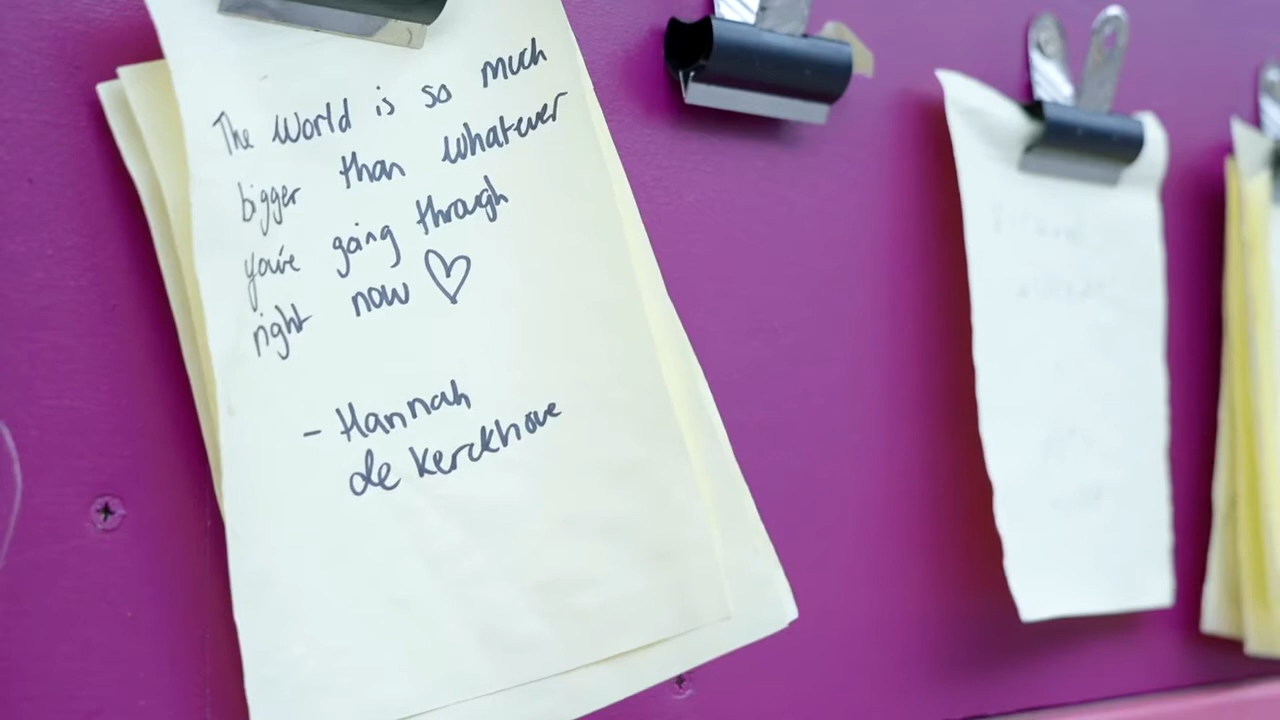 The World is so much
bigger than whatever
you're going through
right now ♡
- Hannah
de Kerckhove